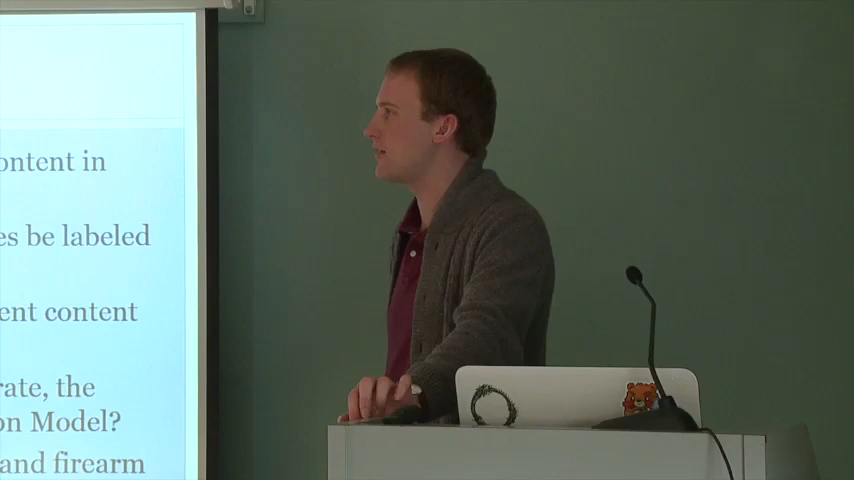 ontent in
es be labeled
ent content
rate, the
on Model?
and firearm